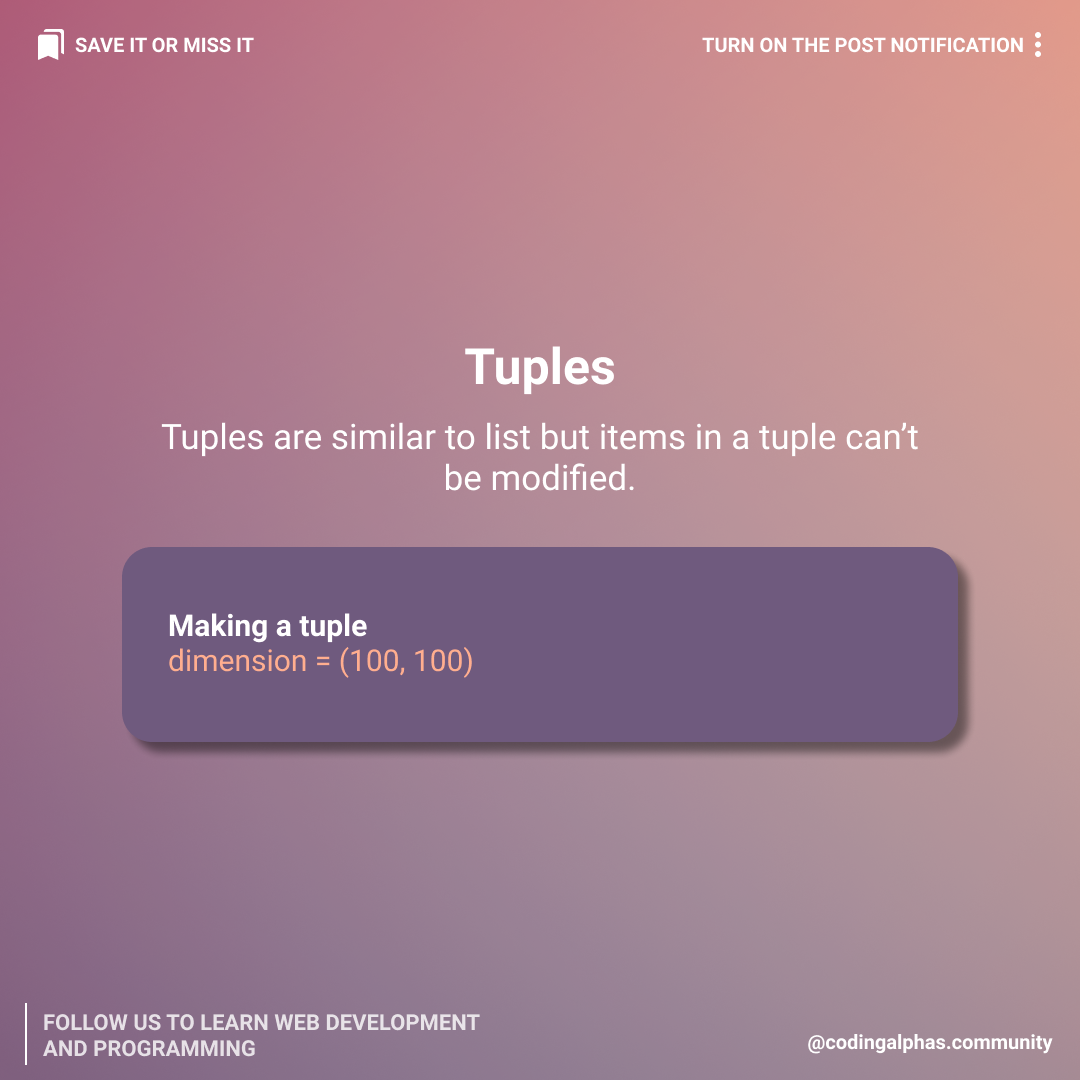 SAVE IT OR MISS IT
TURN ON THE POST NOTIFICATION
Tuples
Tuples are similar to list but items in a tuple can’t
be modified.
Making a tuple
dimension = (100, 100)
FOLLOW US TO LEARN WEB DEVELOPMENT
AND PROGRAMMING
@codingalphas.community